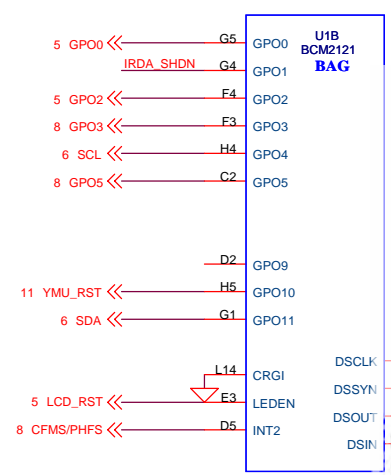 U1B
BCM2121
BAG
5 GPO0 G5 GPO0
IRDA_SHDN G4 GPO1
5 GPO2 F4 GPO2
8 GPO3 F3 GPO3
6 SCL H4 GPO4
8 GPO5 C2 GPO5
D2 GPO9
11 YMU_RST H5 GPO10
6 SDA G1 GPO11
DSCLK
L14 CRGI
DSSYN
5 LCD_RST E3 LEDEN
DSOUT
8 CFMS/PHFS D5 INT2
DSIN